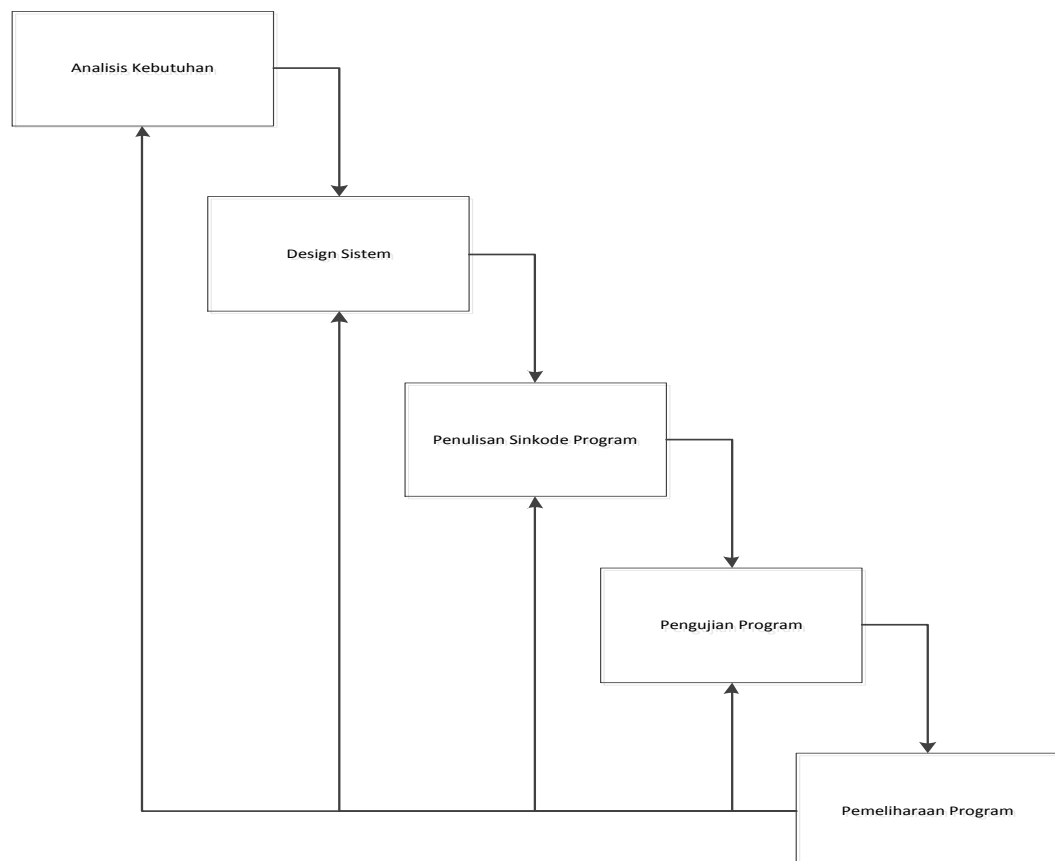 Analisis Kebutuhan
Design Sistem
Penulisan Sinkode Program
Pengujian Program
Pemeliharaan Program